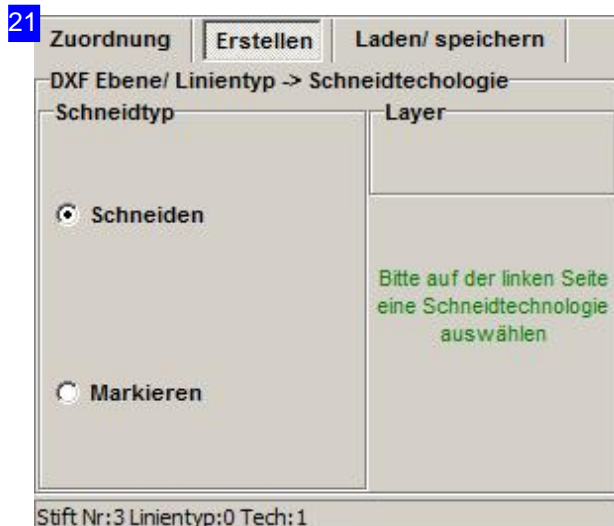 21
Zuordnung Erstellen Laden/ speichern
DXF Ebene/ Linientyp -> Schneidtechologie
Schneidtyp
Layer
Schneiden
Bitte auf der linken Seite
eine Schneidtechnologie
auswählen
Markieren
Stift Nr:3 Linientyp:0 Tech:1